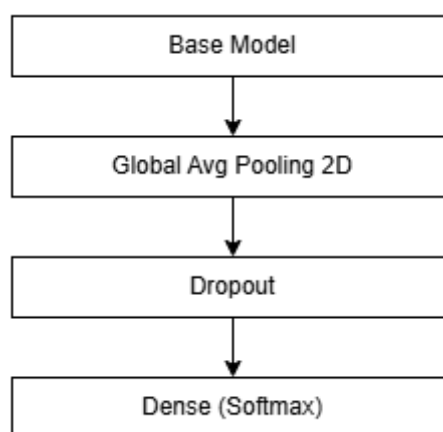 Base Model
Global Avg Pooling 2D
Dropout
Dense (Softmax)